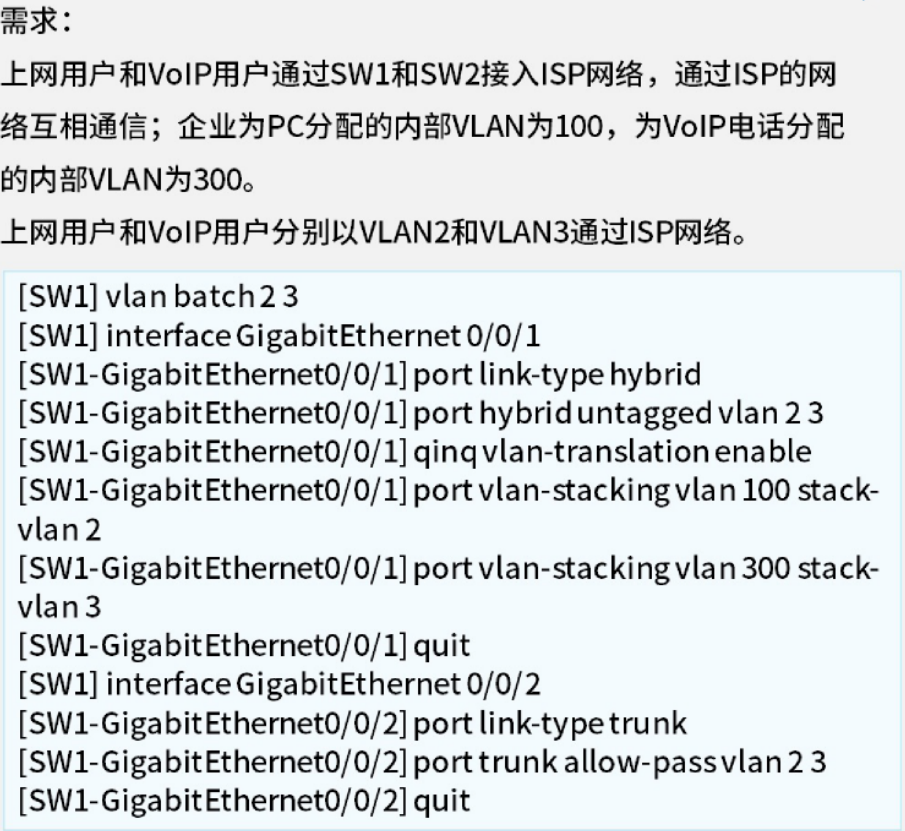 需求：
上网用户和VoIP用户通过SW1和SW2接入ISP网络，通过ISP的网
络互相通信；企业为PC分配的内部VLAN为100，为VoIP电话分配
的内部VLAN为300。
上网用户和VoIP用户分别以VLAN2和VLAN3通过ISP网络。
[SW1] vlan batch 2 3
[SW1] interface GigabitEthernet 0/0/1
[SW1-GigabitEthernet0/0/1] port link-type hybrid
[SW1-GigabitEthernet0/0/1] port hybrid untagged vlan 2 3
[SW1-GigabitEthernet0/0/1] qinq vlan-translation enable
[SW1-GigabitEthernet0/0/1] port vlan-stacking vlan 100 stack-
vlan 2
[SW1-GigabitEthernet0/0/1] port vlan-stacking vlan 300 stack-
vlan 3
[SW1-GigabitEthernet0/0/1] quit
[SW1] interface GigabitEthernet 0/0/2
[SW1-GigabitEthernet0/0/2] port link-type trunk
[SW1-GigabitEthernet0/0/2] port trunk allow-pass vlan 2 3
[SW1-GigabitEthernet0/0/2] quit